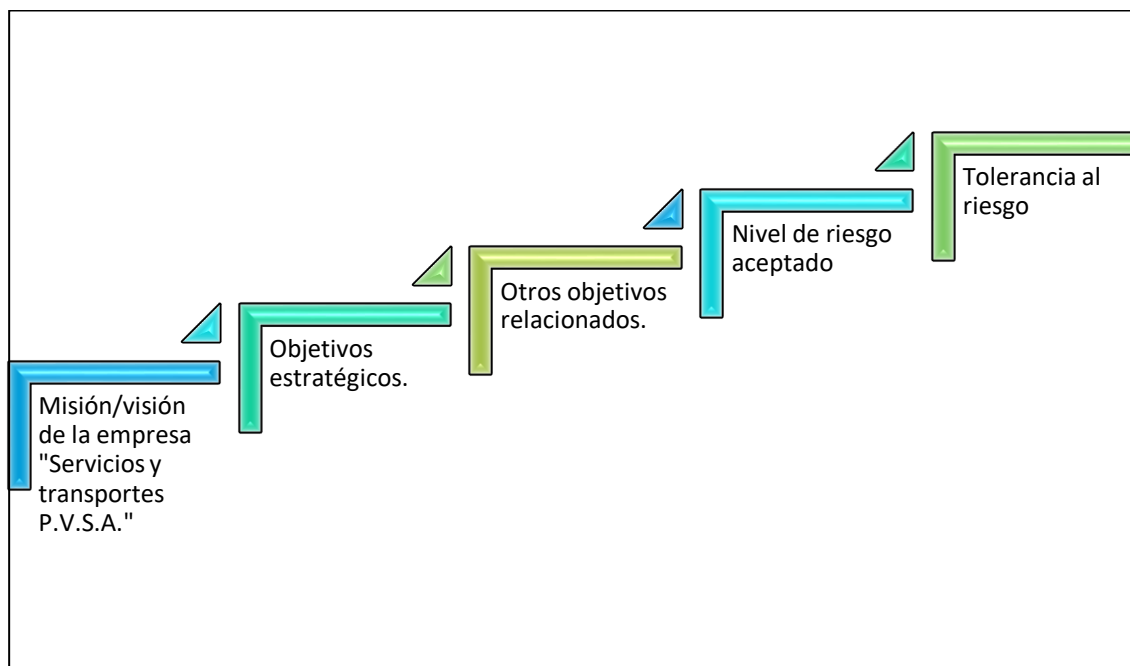 Misión/visión
de la empresa
"Servicios y
transportes
P.V.S.A."
Objetivos
estratégicos.
Otros objetivos
relacionados.
Nivel de riesgo
aceptado
Tolerancia al
riesgo